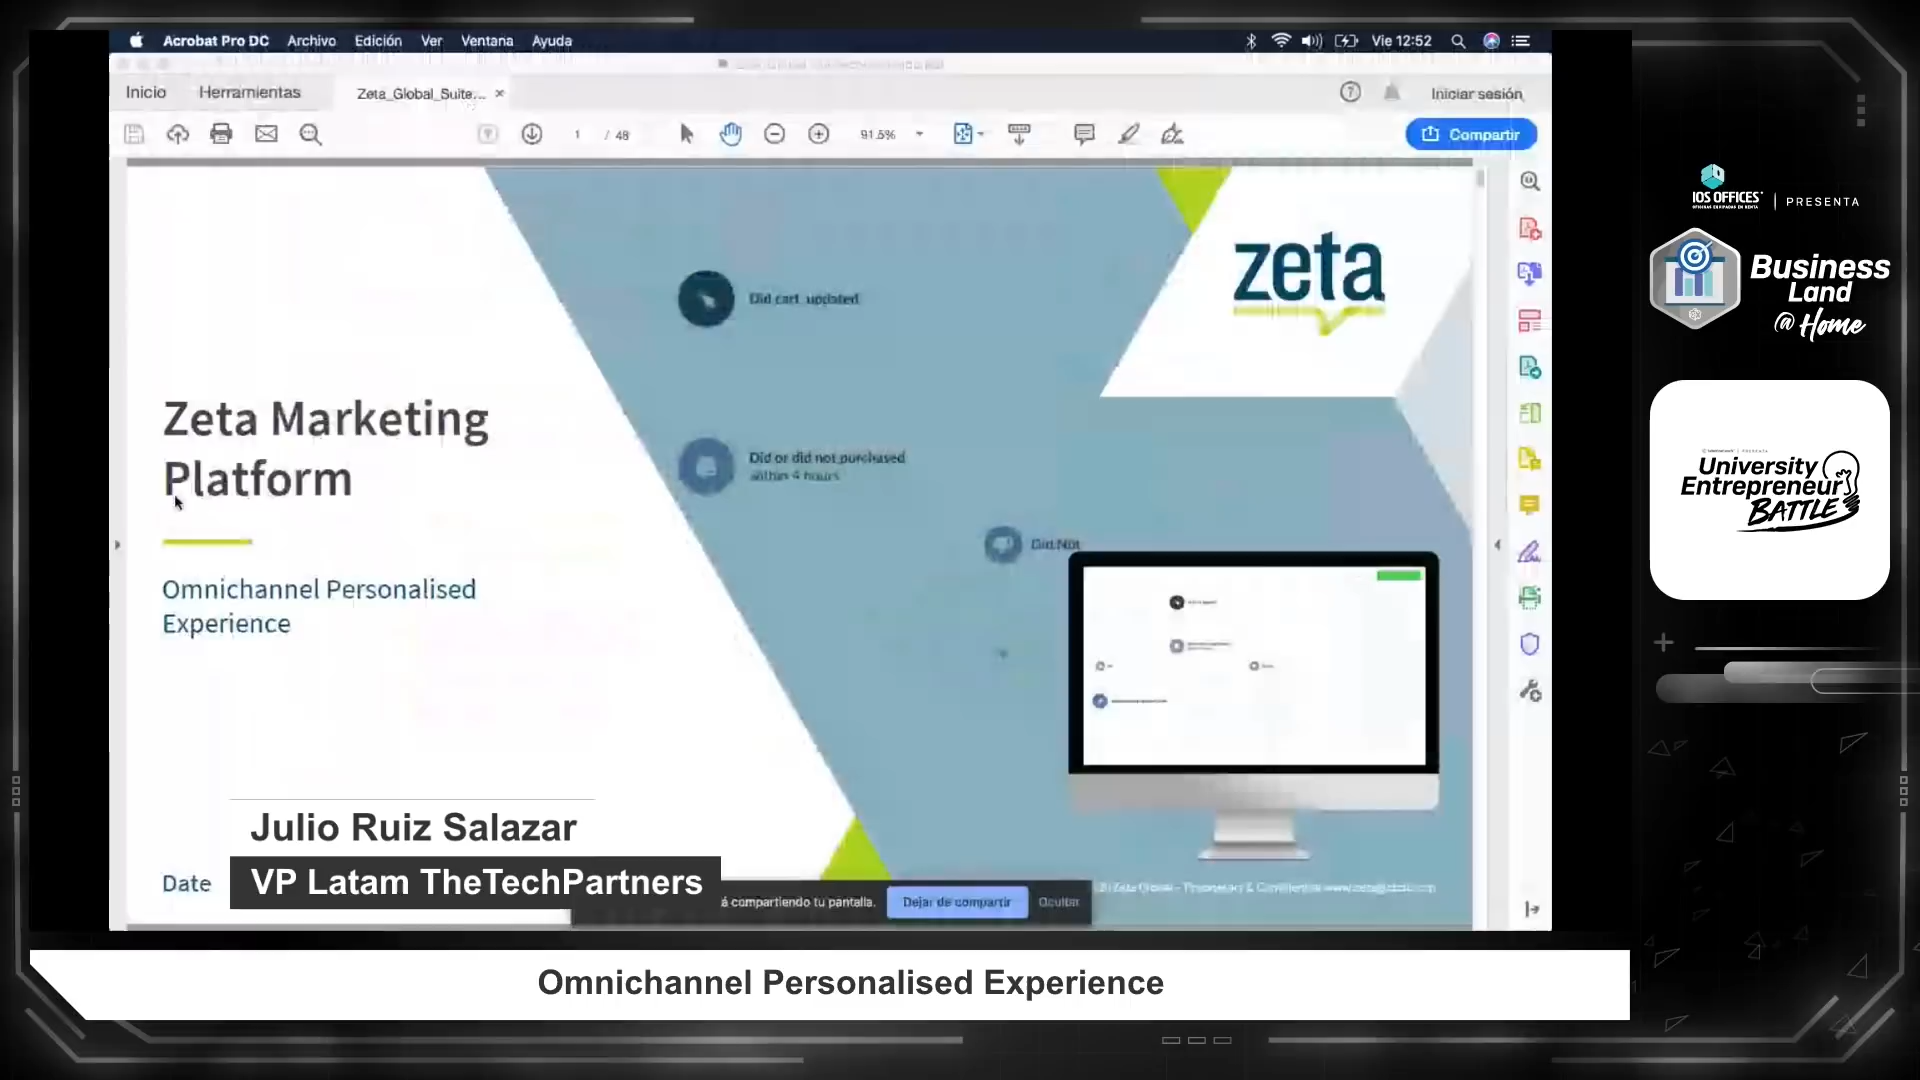 Acrobat Pro DC Archivo Edición Ver Ventana Ayuda Vie 12:52
Inicio Herramientas Zeta_Global_Suite... × Iniciar sesión
1 / 48 91.5% Compartir
zeta
Did cart_updated
Did or did not purchased
within 4 hours
Did Not
Zeta Marketing
Platform
Omnichannel Personalised
Experience
Date
Julio Ruiz Salazar
VP Latam TheTechPartners
á compartiendo tu pantalla. Dejar de compartir Ocultar
Omnichannel Personalised Experience
IOS OFFICES | PRESENTA
Business
Land
@ Home
University
Entrepreneur
BATTLE